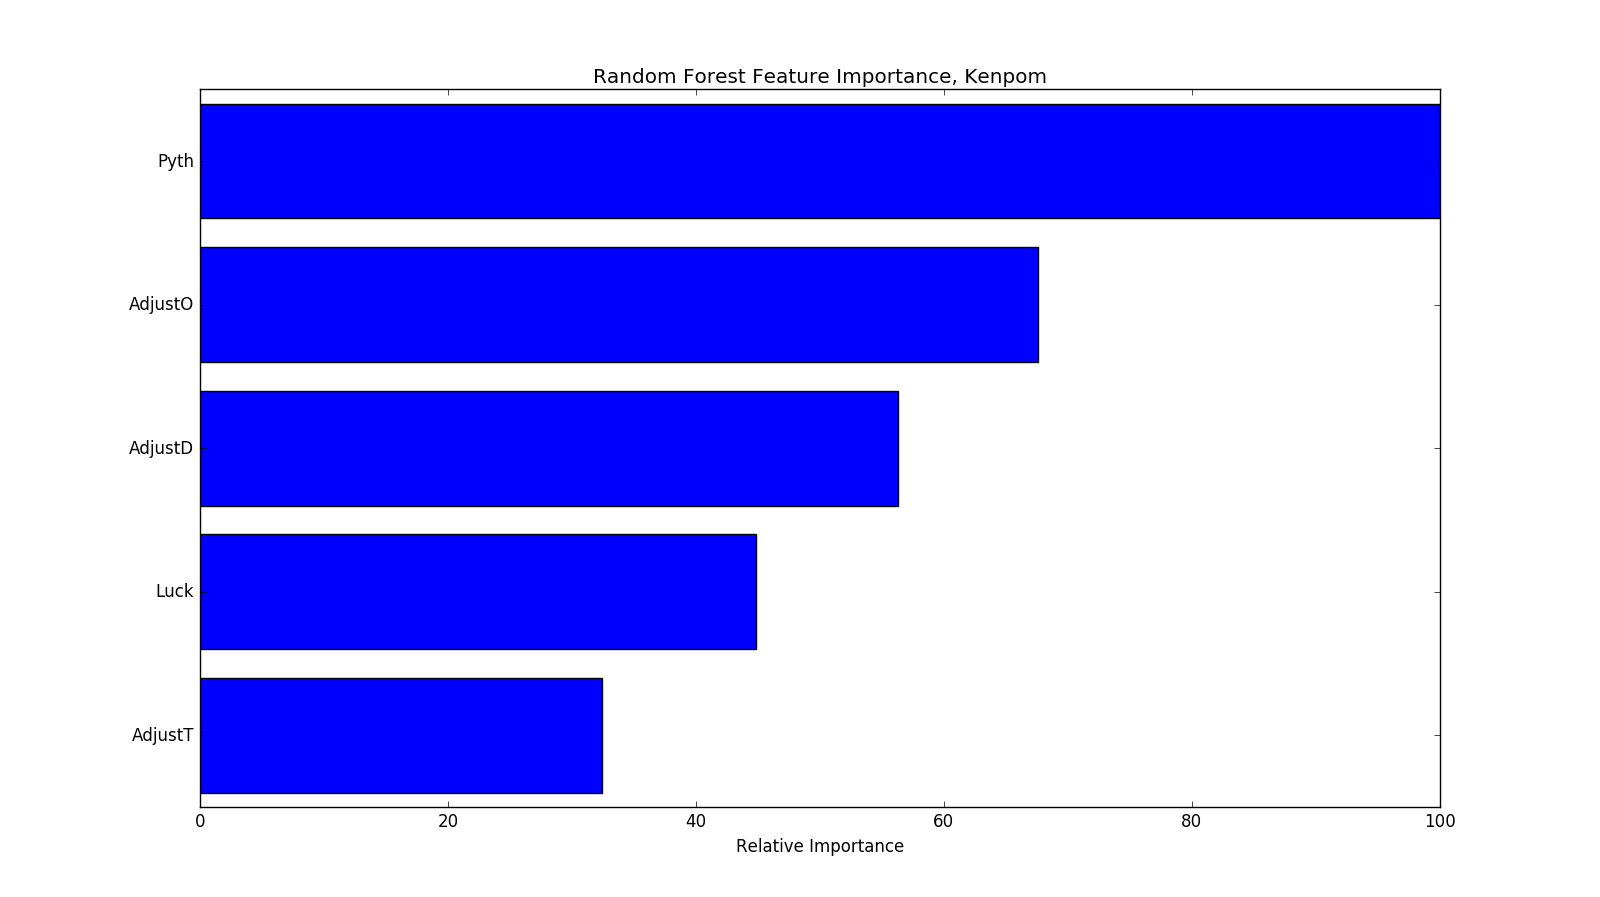 Random Forest Feature Importance, Kenpom
Pyth
AdjustO
AdjustD
Luck
AdjustT
0 20 40 60 80 100
Relative Importance